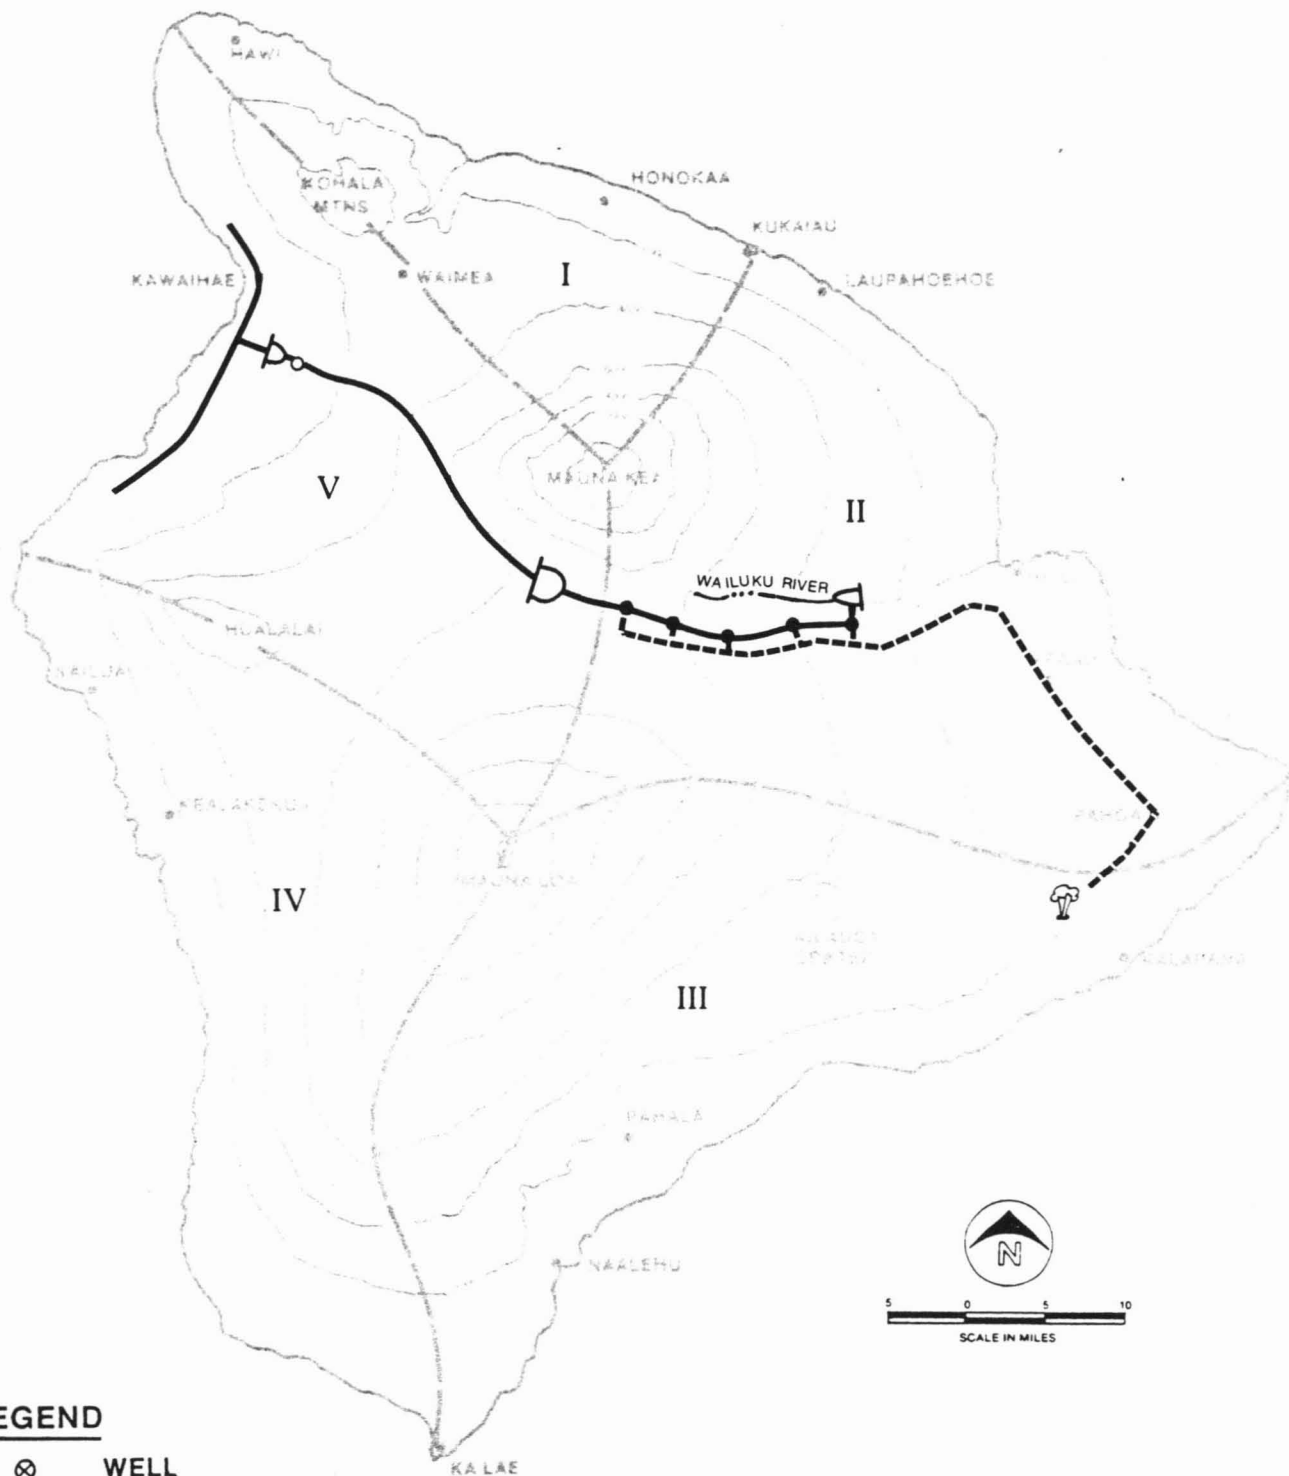 HAWI
KOHALA
MTNS
HONOKAA
KUKAIAU
KAWAIHAE
WAIMEA
I
LAUPAHOEHOE
MAUNA KEA
V
II
WAILUKU RIVER
HUALALAI
KAILUA
KEALAKEKUA
PAHOA
MAUNA LOA
IV
KALAPANA
III
PAHALA
N
NAALEHU
5 0 5 10
SCALE IN MILES
EGEND
⊗ WELL
KA LAE